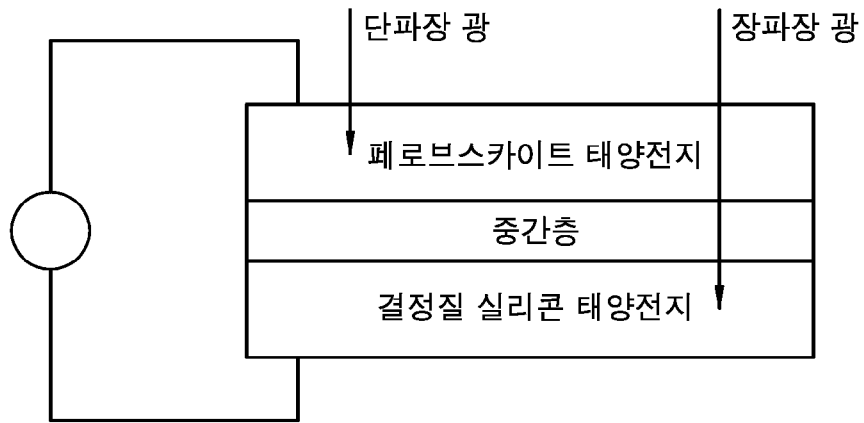 단파장 광
장파장 광
페로브스카이트 태양전지
중간층
결정질 실리콘 태양전지